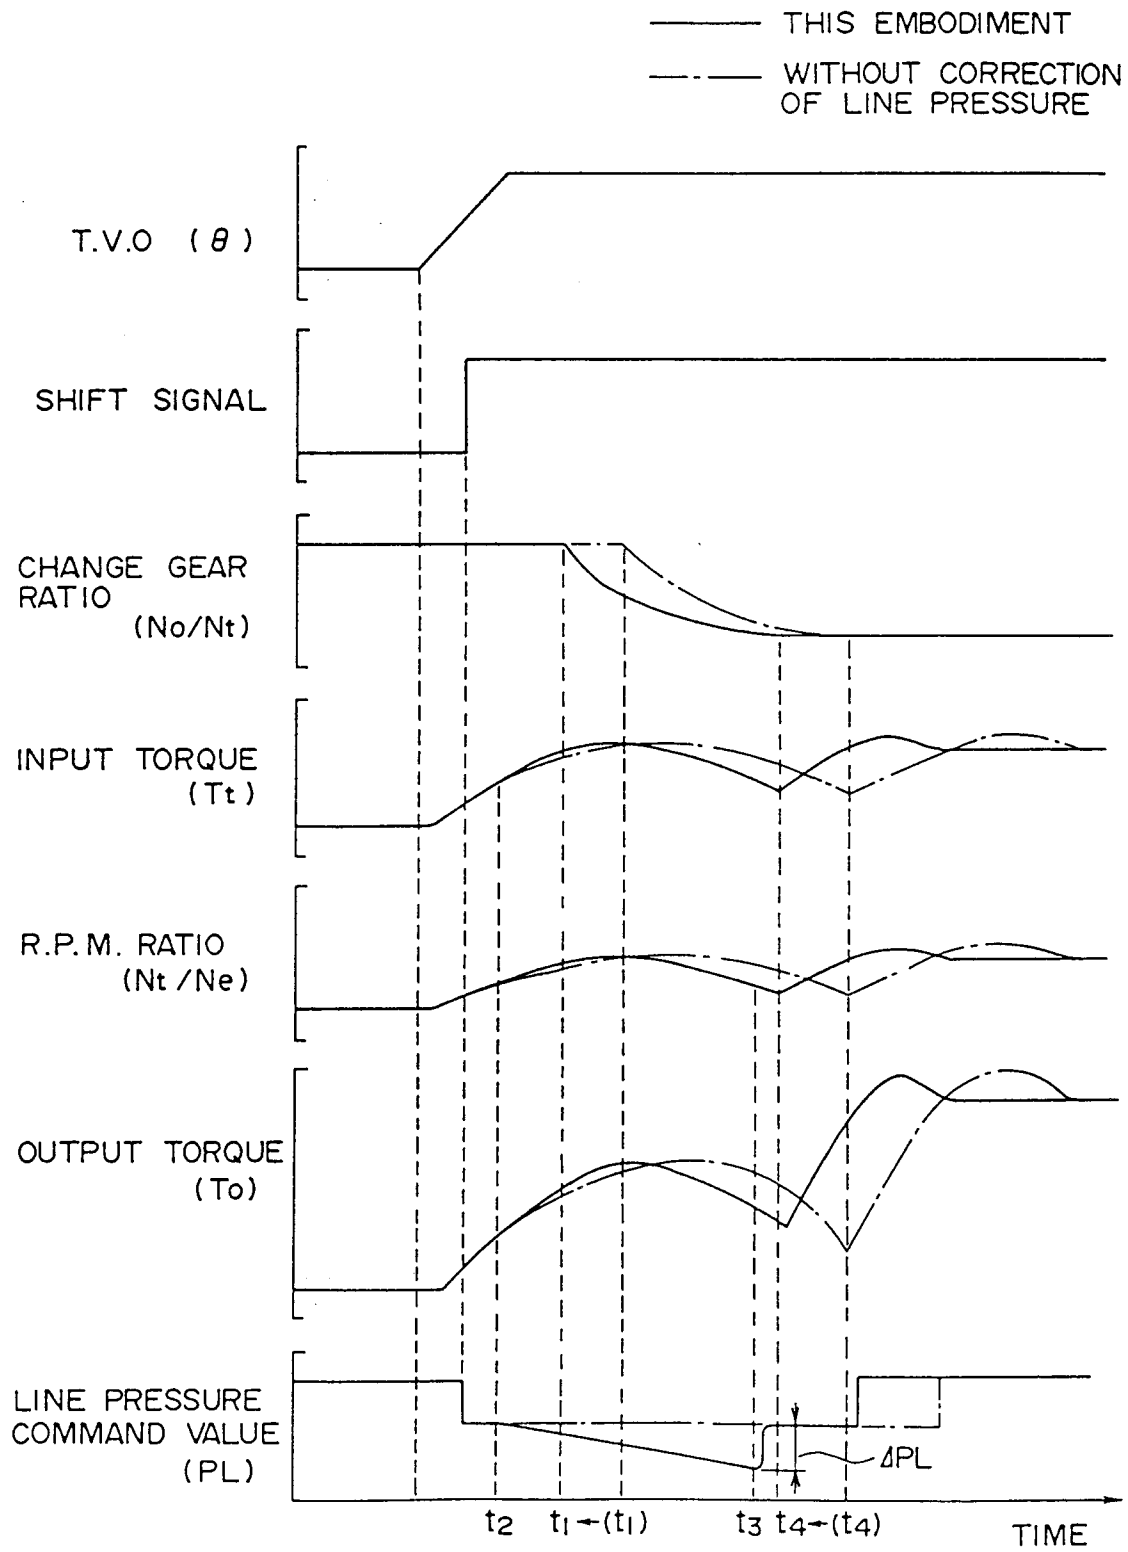 THIS EMBODIMENT
WITHOUT CORRECTION
OF LINE PRESSURE
T.V.O (θ)
SHIFT SIGNAL
CHANGE GEAR
RATIO
(No/Nt)
INPUT TORQUE
(Tt)
R.P.M. RATIO
(Nt/Ne)
OUTPUT TORQUE
(To)
LINE PRESSURE
COMMAND VALUE
(PL)
ΔPL
t2 t1←(t1) t3 t4←(t4)
TIME